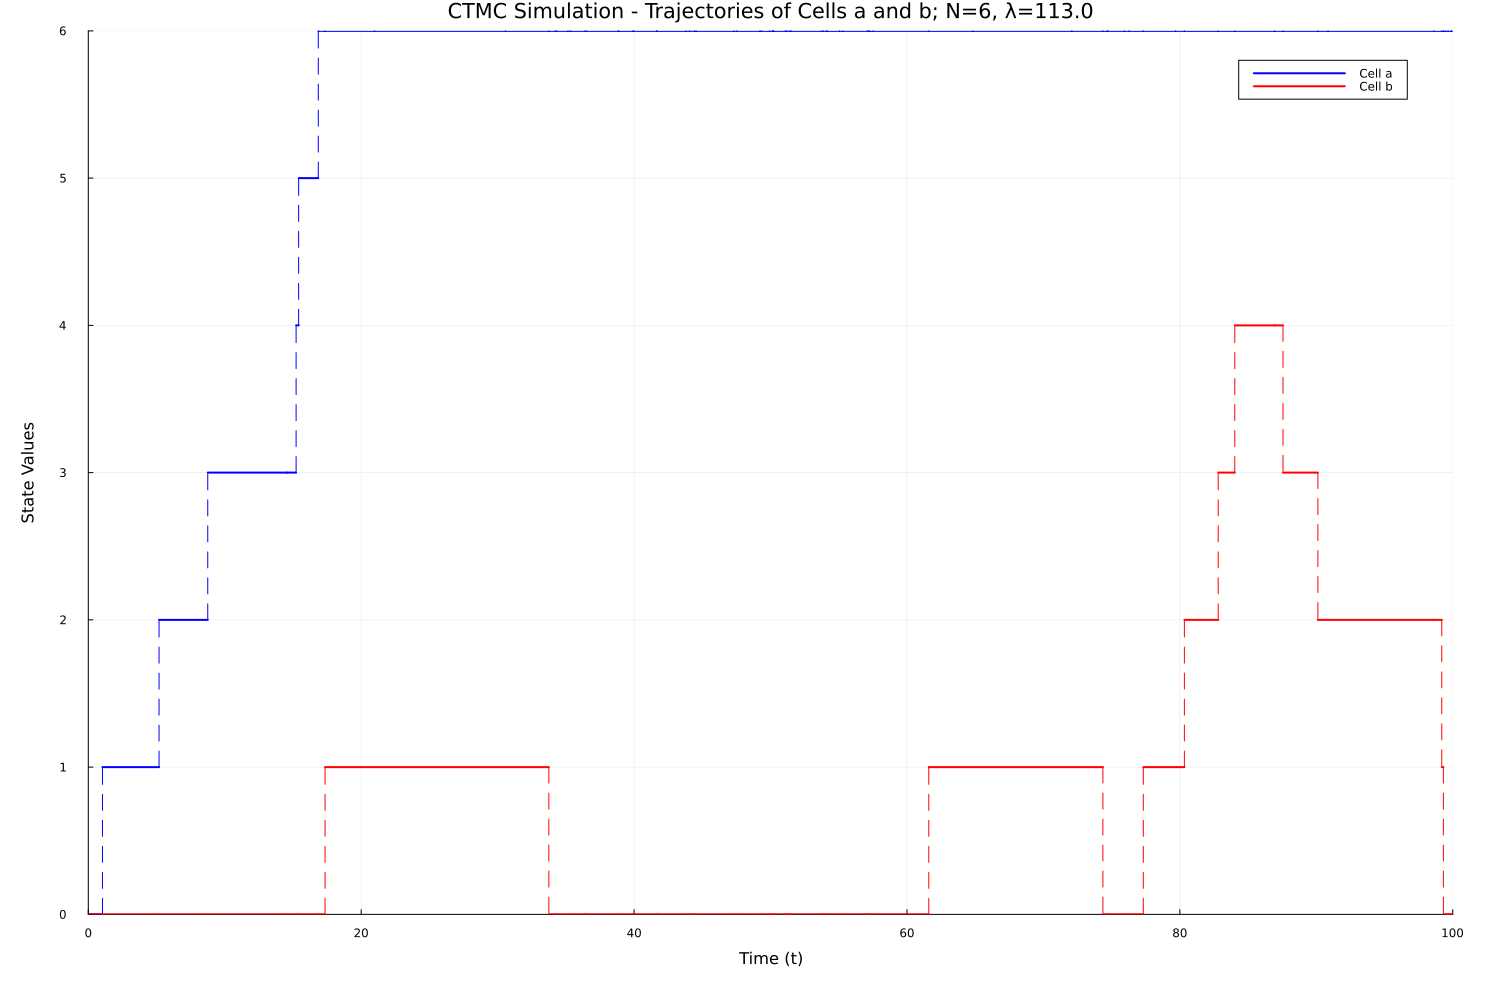 CTMC Simulation - Trajectories of Cells a and b; N=6, λ=113.0
6
Cell a
Cell b
5
4
State Values
3
2
1
0
0 20 40 60 80 100
Time (t)